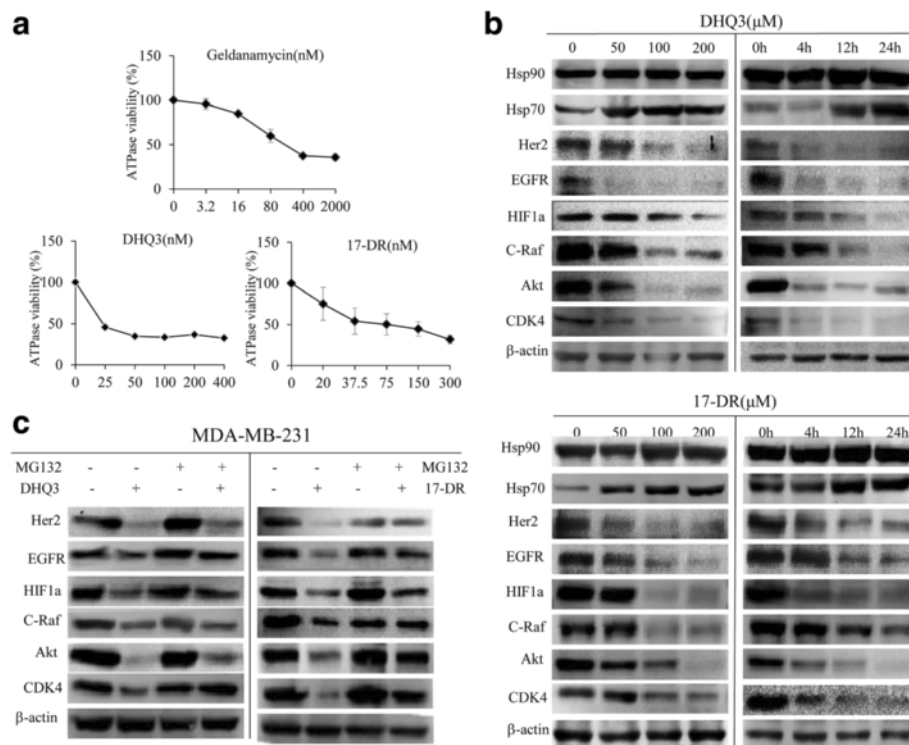 a
Geldanamycin(nM)
ATPase viability (%)
150
100
50
0
0 3.2 16 80 400 2000
DHQ3(nM)
ATPase viability (%)
150
100
50
0
0 25 50 100 200 400
17-DR(nM)
ATPase viability (%)
150
100
50
0
0 20 37.5 75 150 300
b
DHQ3(μM)
0 50 100 200 0h 4h 12h 24h
Hsp90
Hsp70
Her2
EGFR
HIF1a
C-Raf
Akt
CDK4
β-actin
17-DR(μM)
0 50 100 200 0h 4h 12h 24h
Hsp90
Hsp70
Her2
EGFR
HIF1a
C-Raf
Akt
CDK4
β-actin
c
MDA-MB-231
MG132 - - + + - - + + MG132
DHQ3 - + - + - + - + 17-DR
Her2
EGFR
HIF1a
C-Raf
Akt
CDK4
β-actin